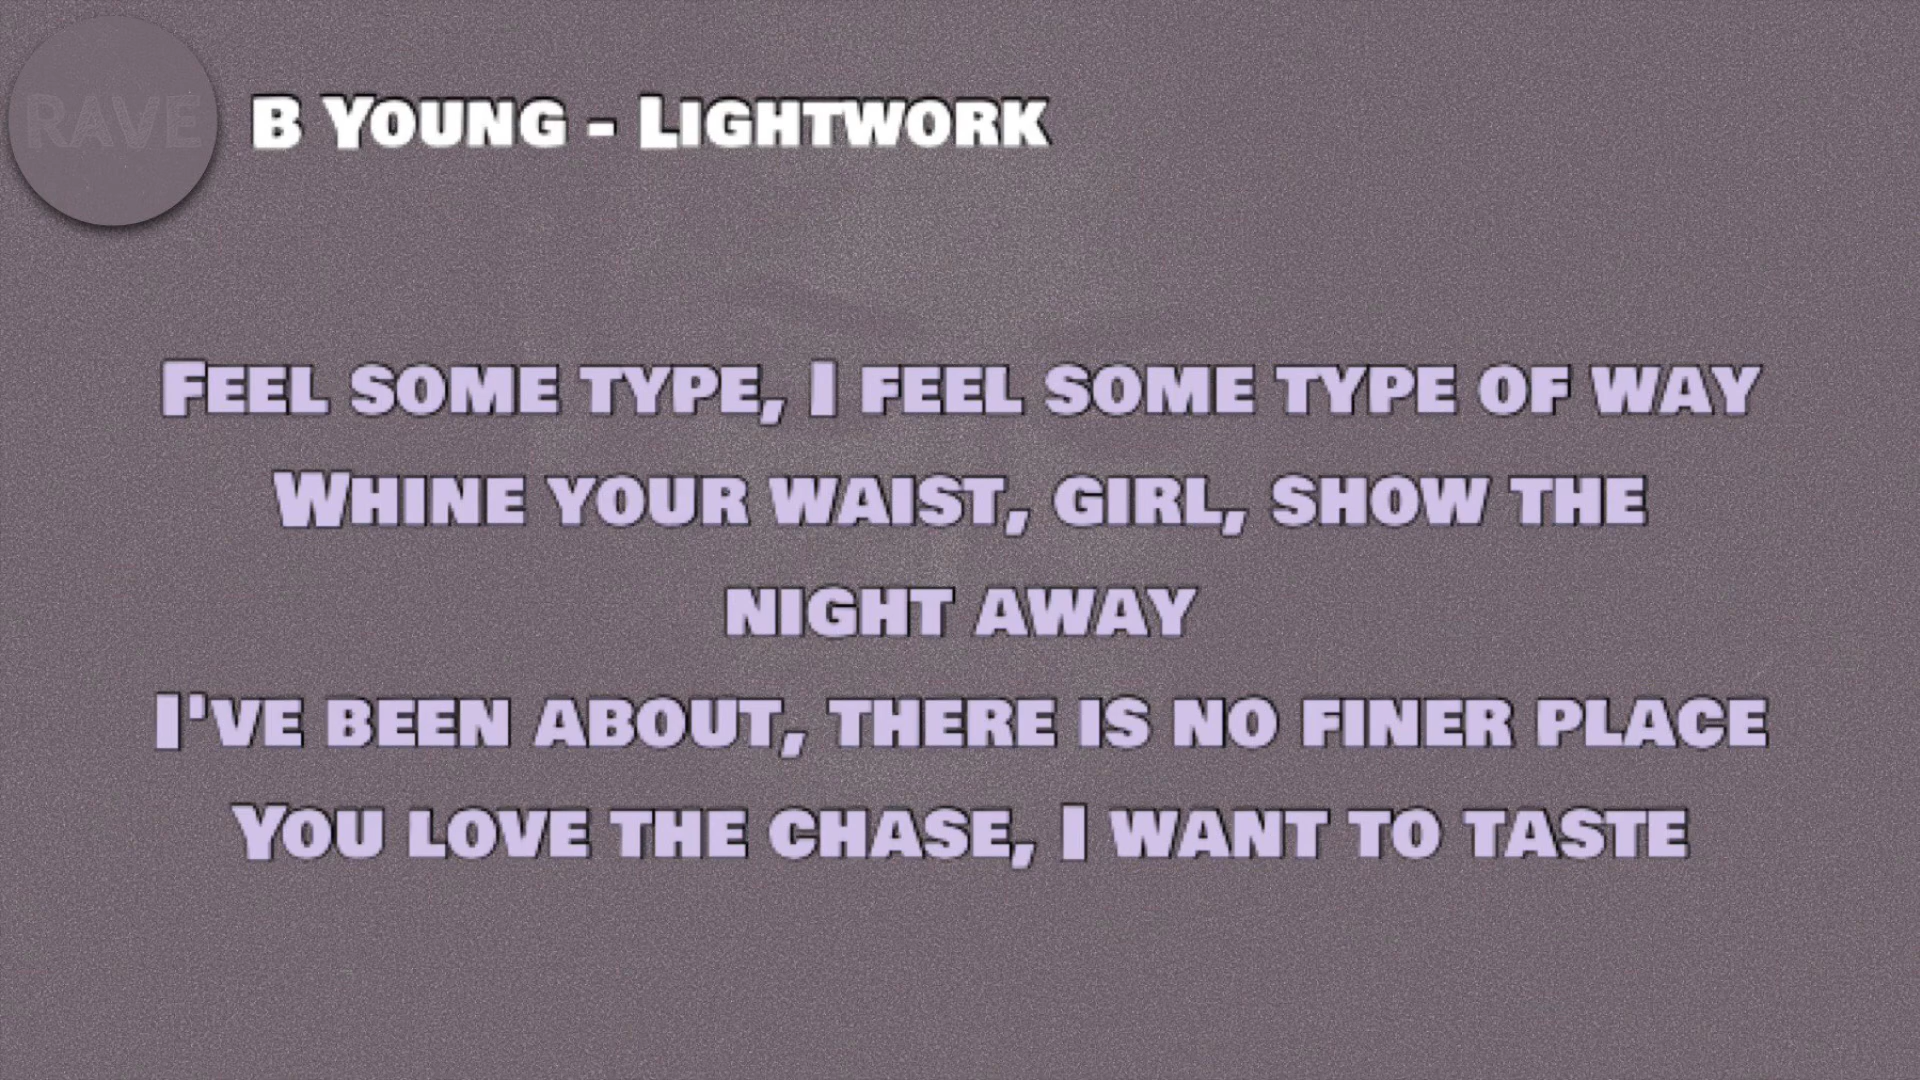 RAVE
B Young - Lightwork
Feel some type, I feel some type of way
Whine your waist, girl, show the
night away
I've been about, there is no finer place
You love the chase, I want to taste